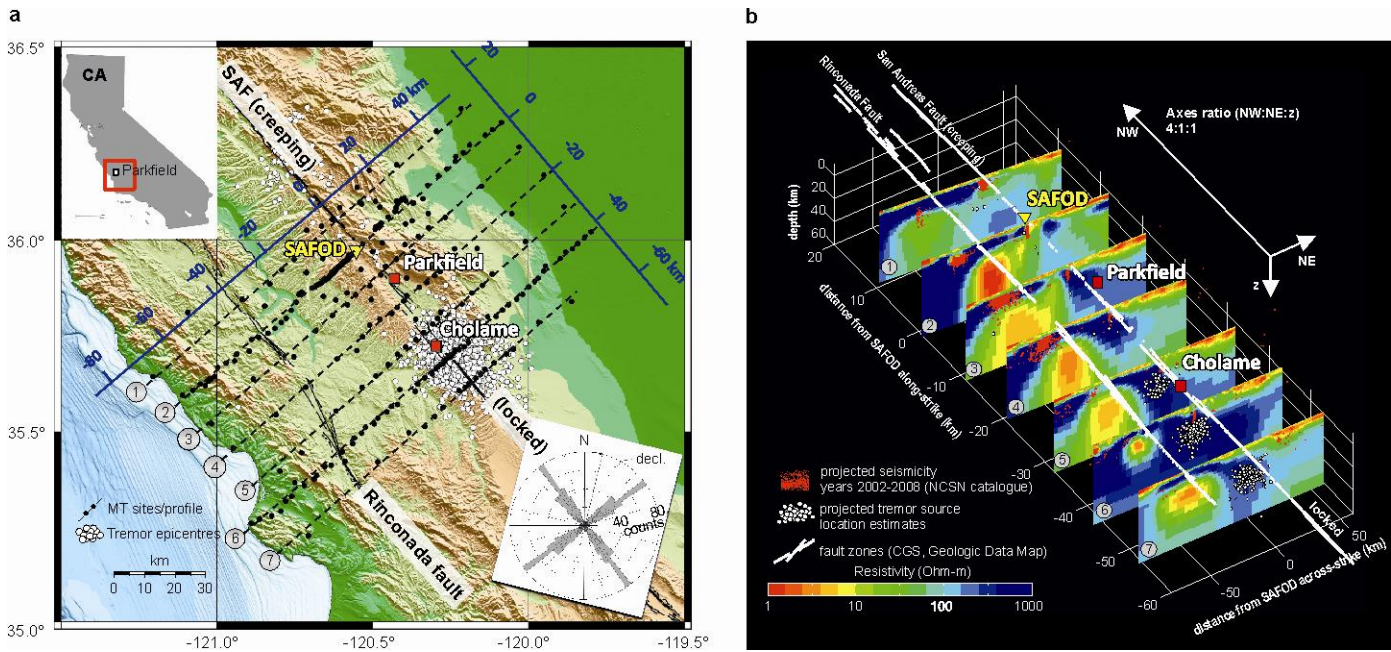 a
36.5°
36.0°
35.5°
35.0°
-121.0°
-120.5°
-120.0°
-119.5°
CA
Parkfield
SAF (creeping)
40 km
20
0
-20
-40
-60
-80
20
0
-20
-40
-60 km
SAFOD
Parkfield
Cholame
(locked)
Rinconada fault
1
2
3
4
5
6
7
MT sites/profile
Tremor epicentres
km
0 10 20 30
N
decl.
40
80
counts
b
Rinconada Fault
San Andreas Fault (creeping)
NW
Axes ratio (NW:NE:z)
4:1:1
NE
z
0
20
40
60
depth (km)
20
10
0
-10
-20
-30
-40
-50
distance from SAFOD along-strike (km)
SAFOD
Parkfield
Cholame
1
2
3
4
5
6
7
locked
-60
-50
0
50
distance from SAFOD across-strike (km)
projected seismicity
years 2002-2008 (NCSN catalogue)
projected tremor source
location estimates
fault zones (CGS, Geologic Data Map)
Resistivity (Ohm-m)
1 10 100 1000